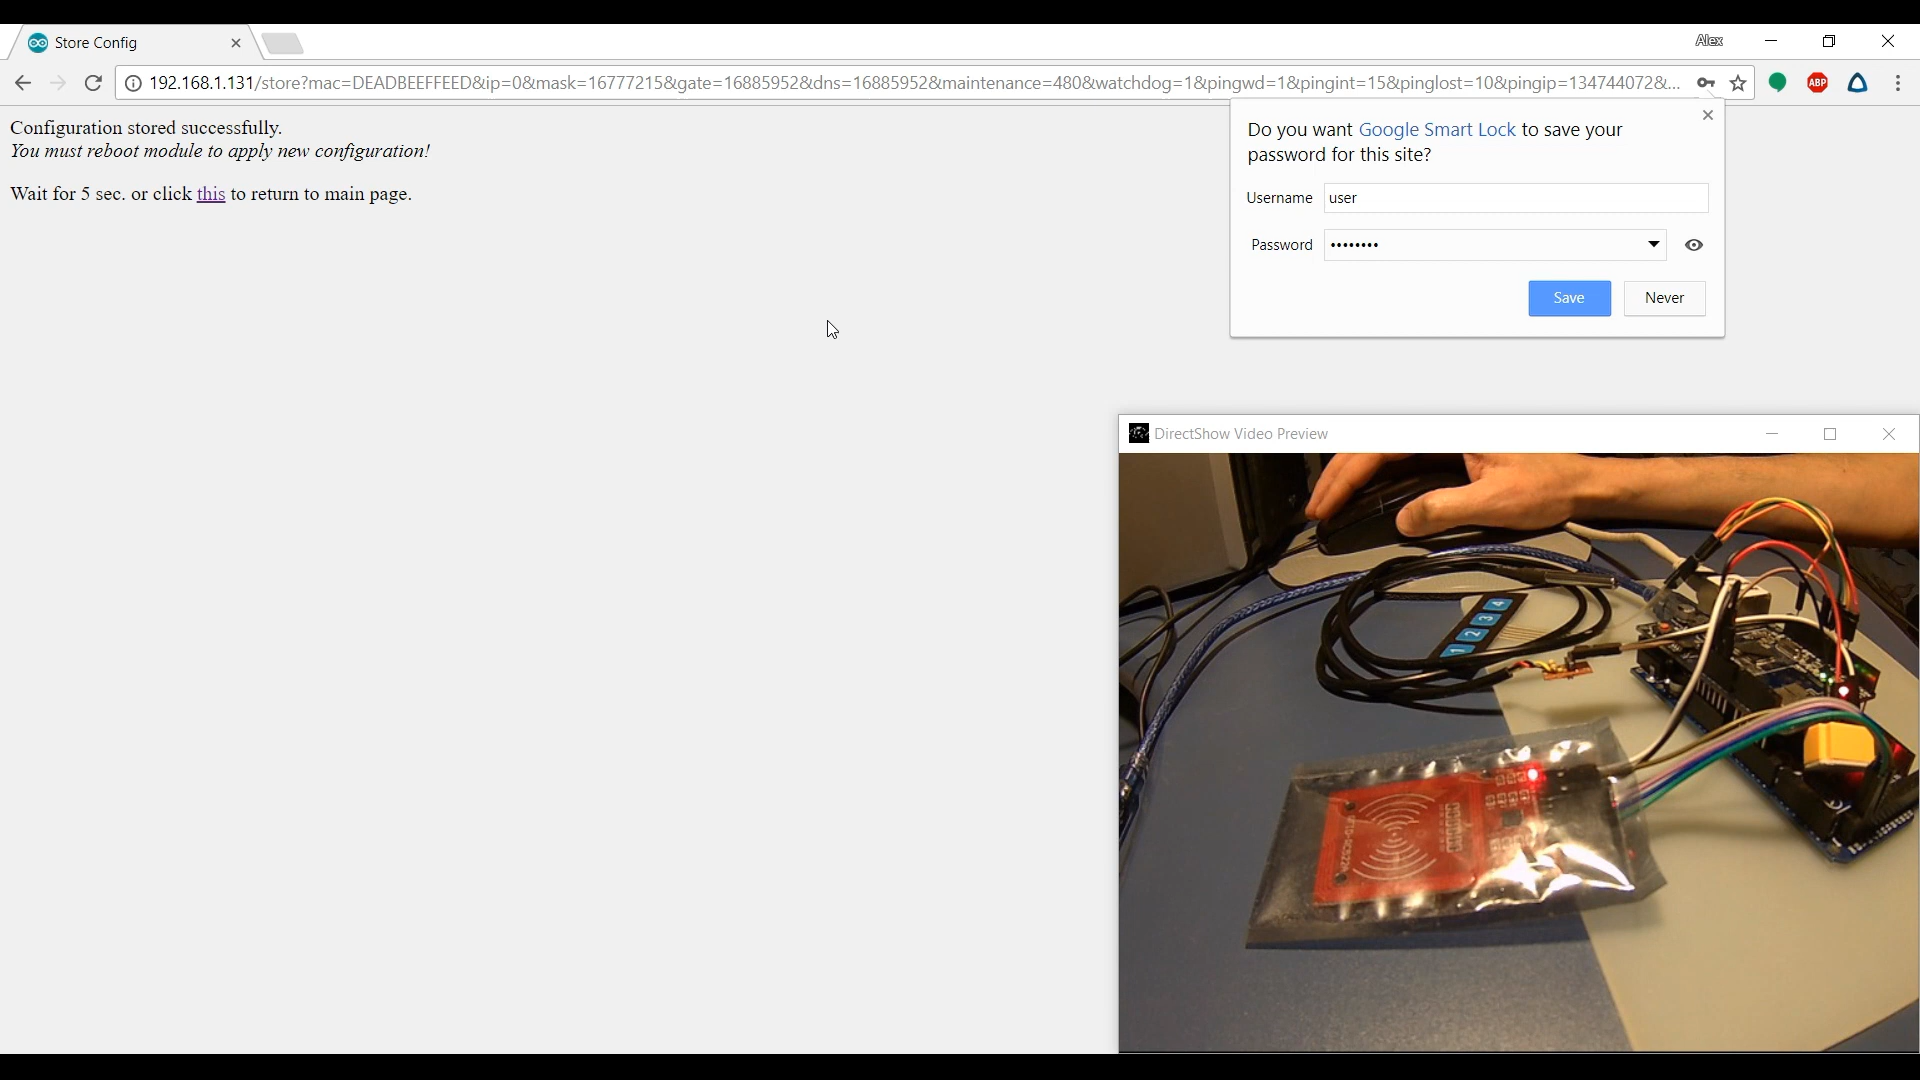 Store Config
Alex
192.168.1.131/store?mac=DEADBEEFFEED&ip=0&mask=16777215&gate=16885952&dns=16885952&maintenance=480&watchdog=1&pingwd=1&pingint=15&pinglost=10&pingip=134744072&...
ABP
Configuration stored successfully.
You must reboot module to apply new configuration!
Wait for 5 sec. or click this to return to main page.
Do you want Google Smart Lock to save your
password for this site?
Username user
Password ••••••••
Save Never
DirectShow Video Preview
1 2 3 4
RFID-RC522